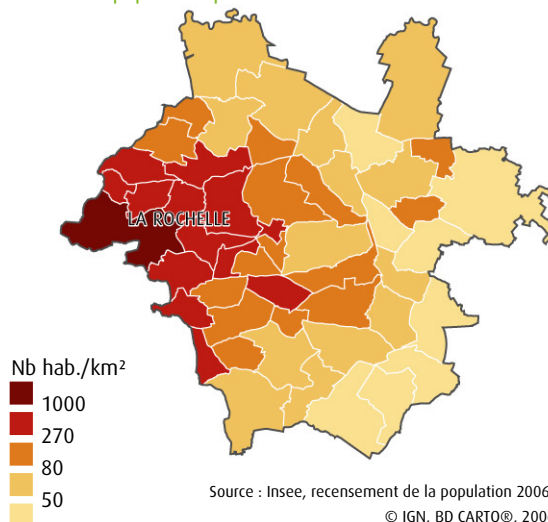 LA ROCHELLE
Nb hab./km²
1000
270
80
50
Source : Insee, recensement de la population 2006
© IGN, BD CARTO®, 200